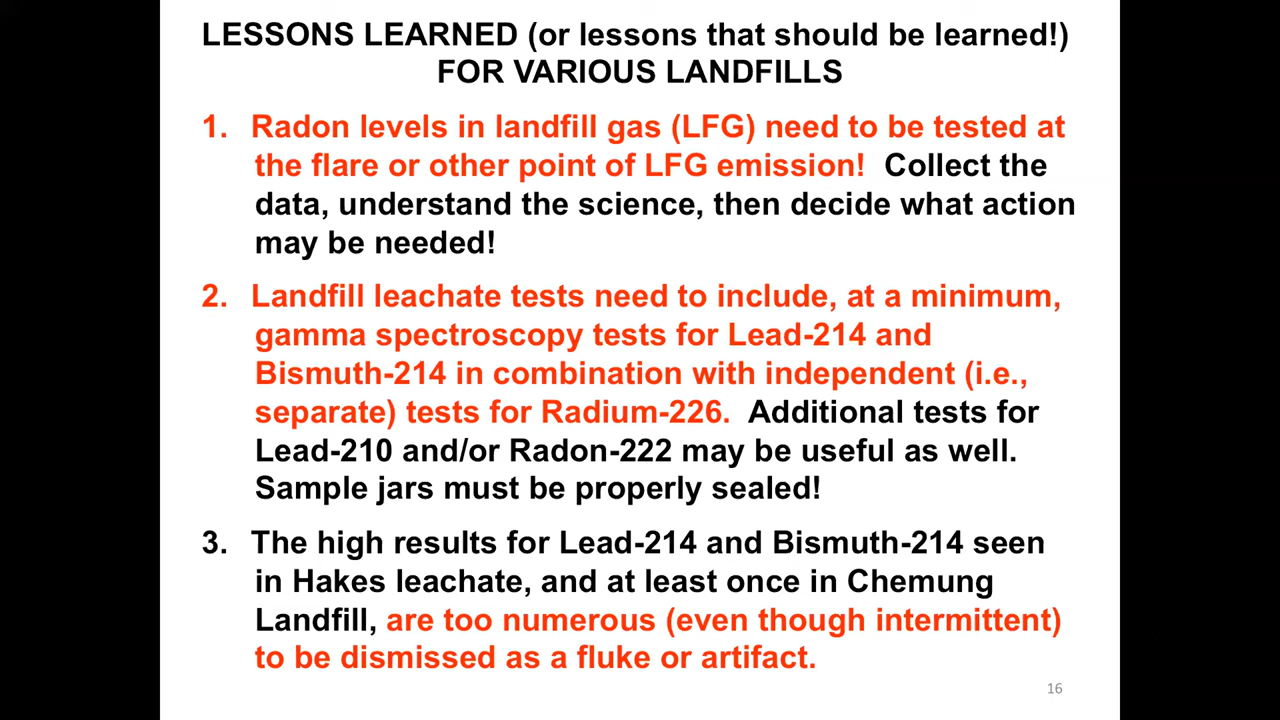 LESSONS LEARNED (or lessons that should be learned!)
FOR VARIOUS LANDFILLS
1. Radon levels in landfill gas (LFG) need to be tested at
the flare or other point of LFG emission! Collect the
data, understand the science, then decide what action
may be needed!
2. Landfill leachate tests need to include, at a minimum,
gamma spectroscopy tests for Lead-214 and
Bismuth-214 in combination with independent (i.e.,
separate) tests for Radium-226. Additional tests for
Lead-210 and/or Radon-222 may be useful as well.
Sample jars must be properly sealed!
3. The high results for Lead-214 and Bismuth-214 seen
in Hakes leachate, and at least once in Chemung
Landfill, are too numerous (even though intermittent)
to be dismissed as a fluke or artifact.
16